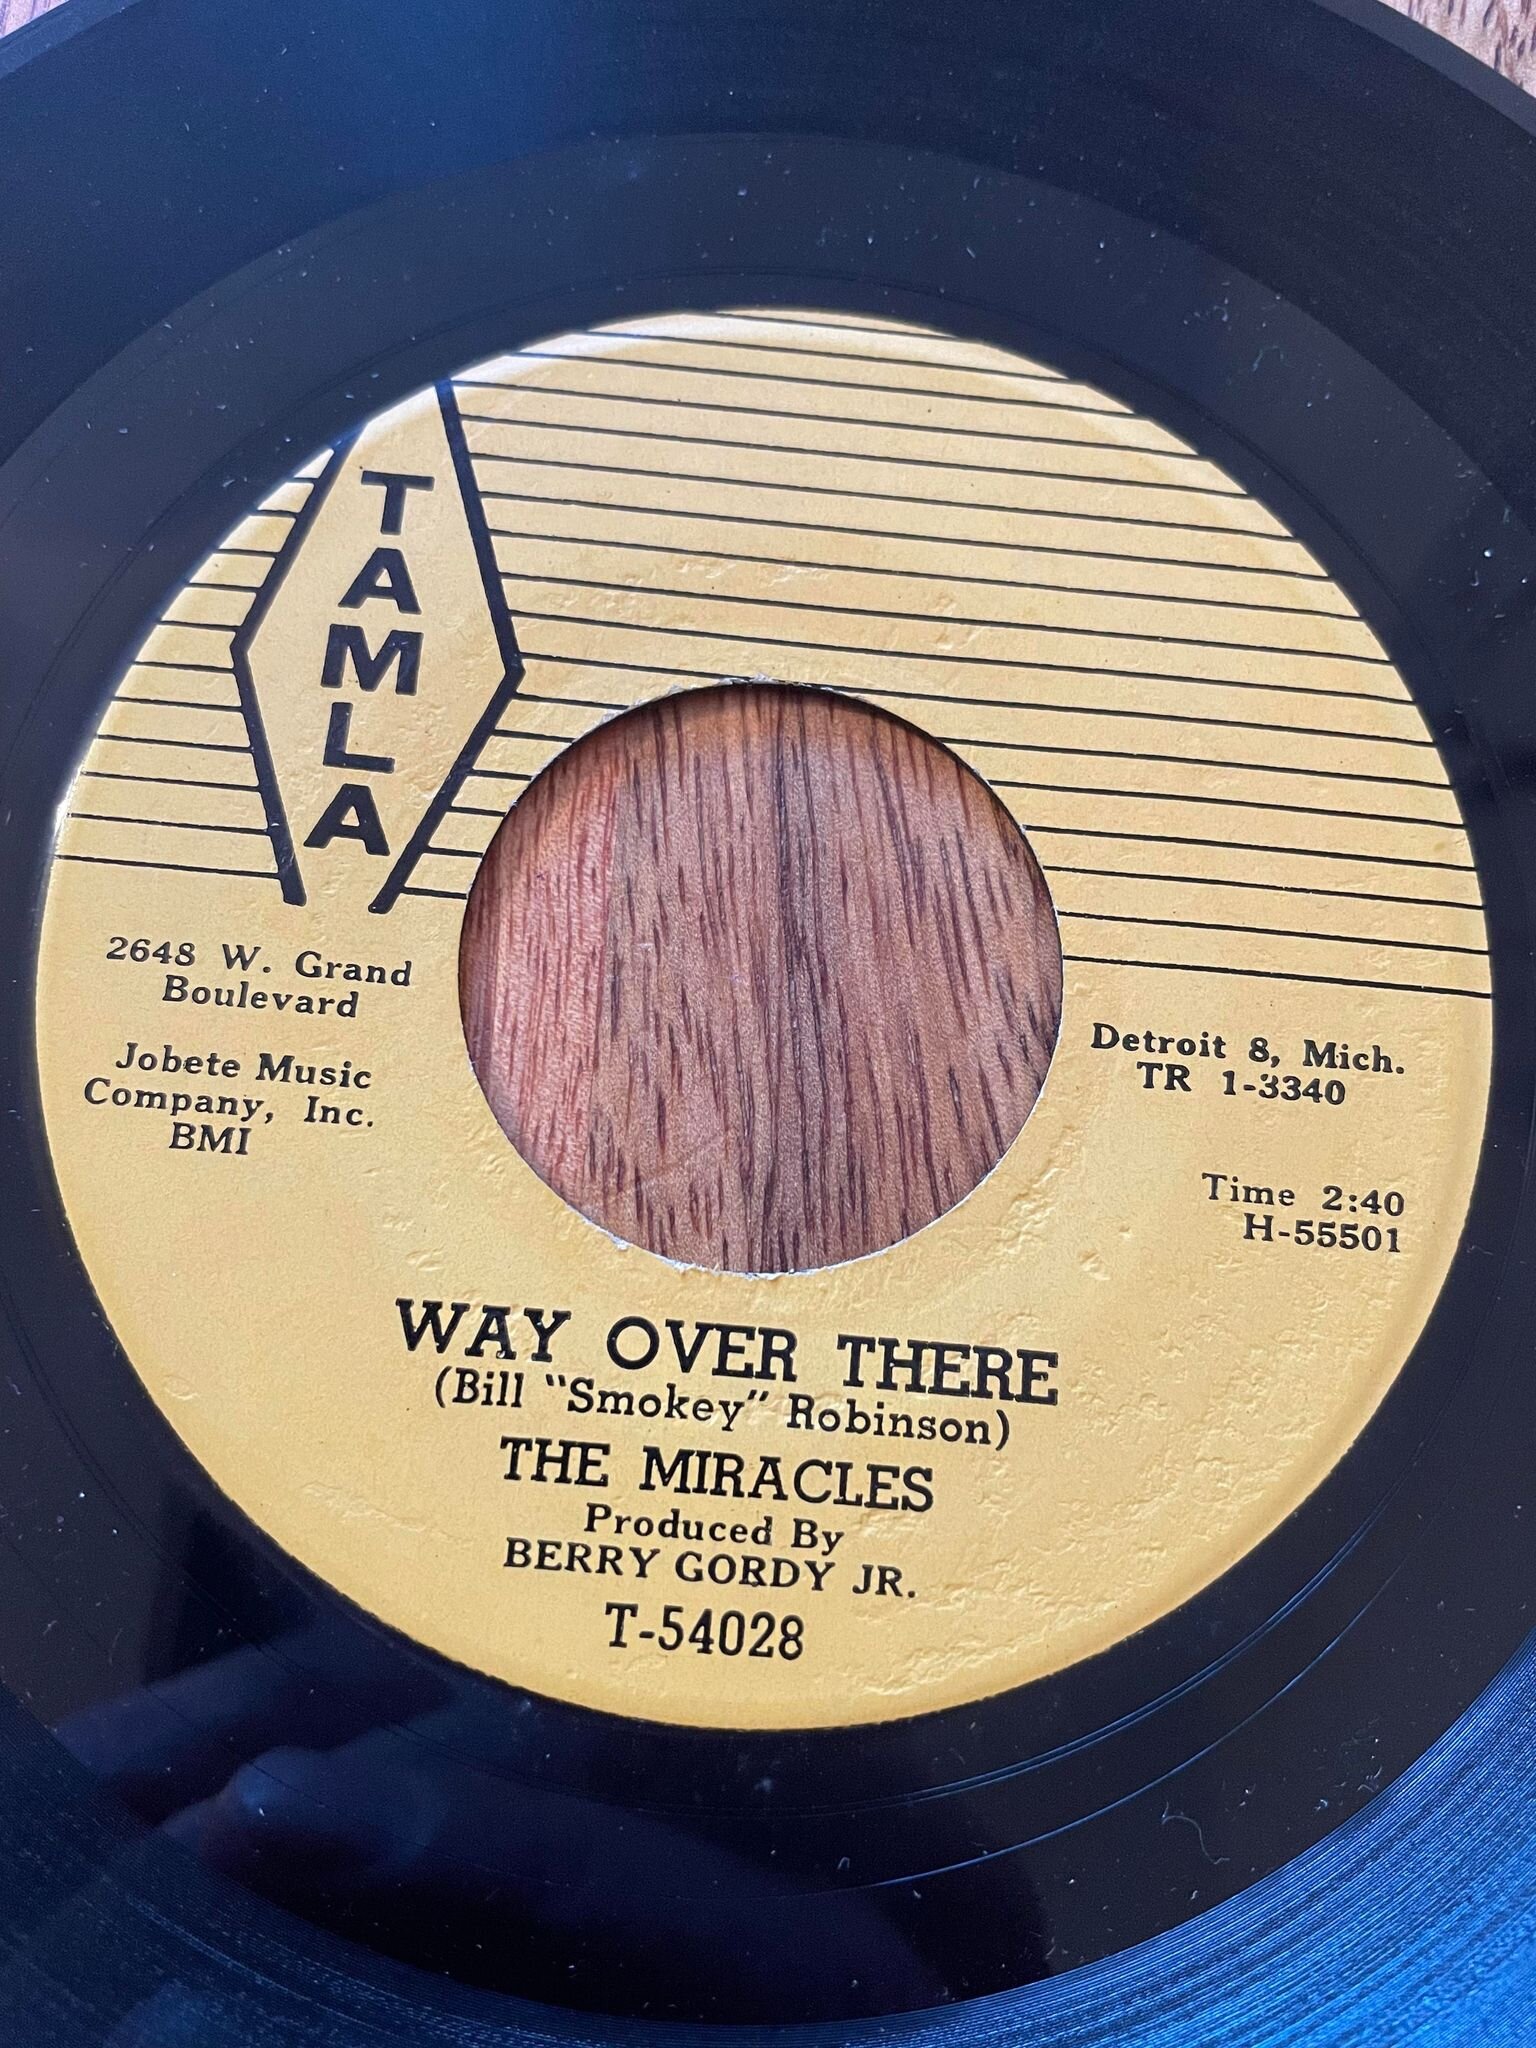 TAMLA
2648 W. Grand
Boulevard
Jobete Music
Company, Inc.
BMI
Detroit 8, Mich.
TR 1-3340
Time 2:40
H-55501
WAY OVER THERE
(Bill "Smokey" Robinson)
THE MIRACLES
Produced By
BERRY GORDY JR.
T-54028